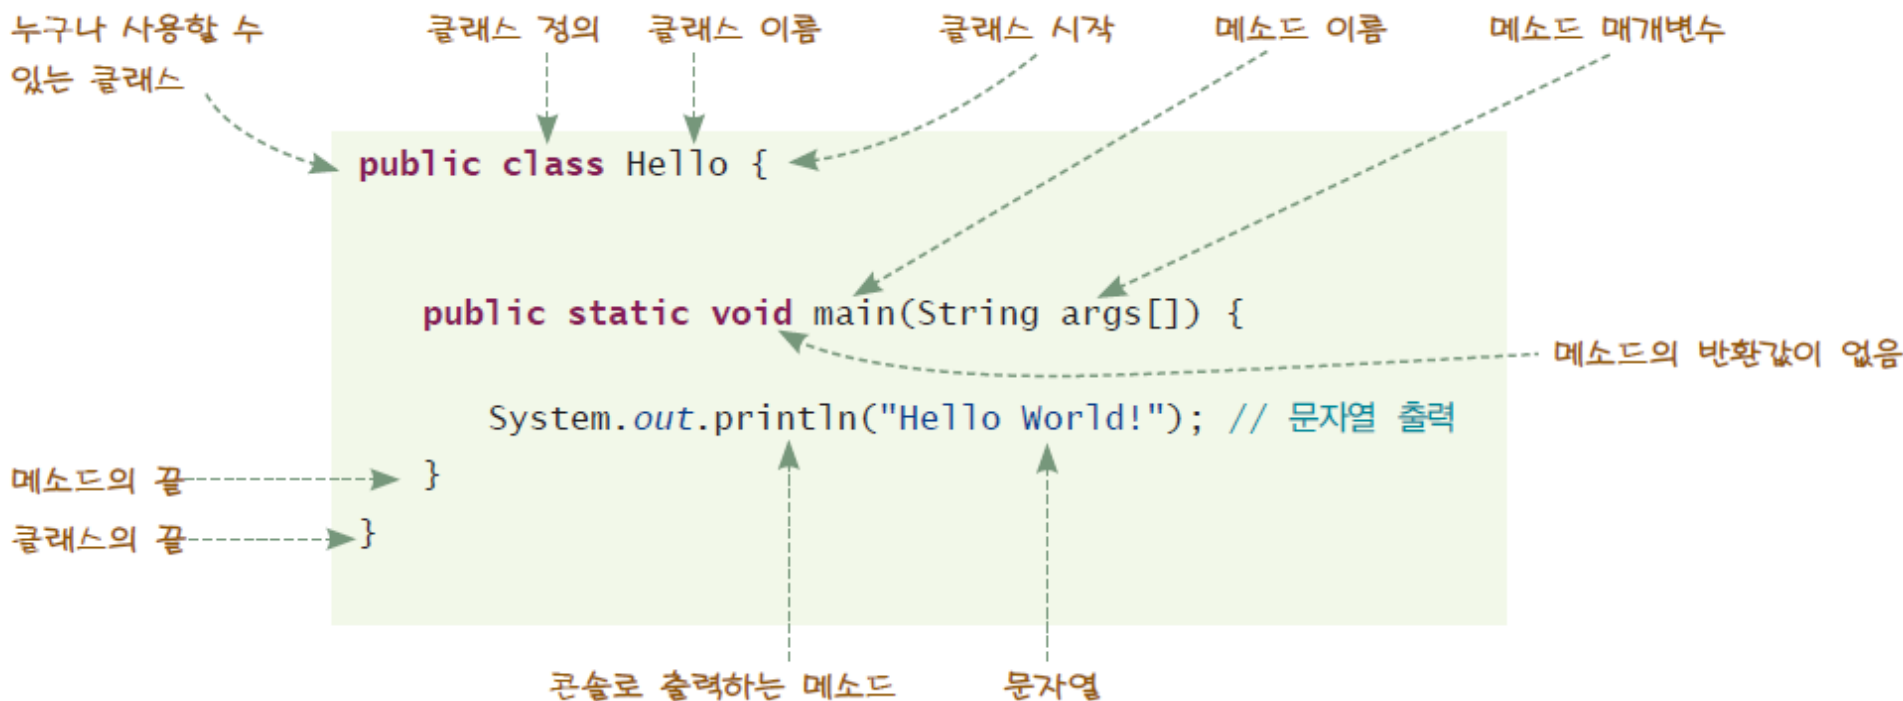 누구나 사용할 수
있는 클래스
클래스 정의
클래스 이름
클래스 시작
메소드 이름
메소드 매개변수
public class Hello {
public static void main(String args[]) {
메소드의 반환값이 없음
System.out.println("Hello World!"); // 문자열 출력
메소드의 끝
}
클래스의 끝
}
콘솔로 출력하는 메소드
문자열